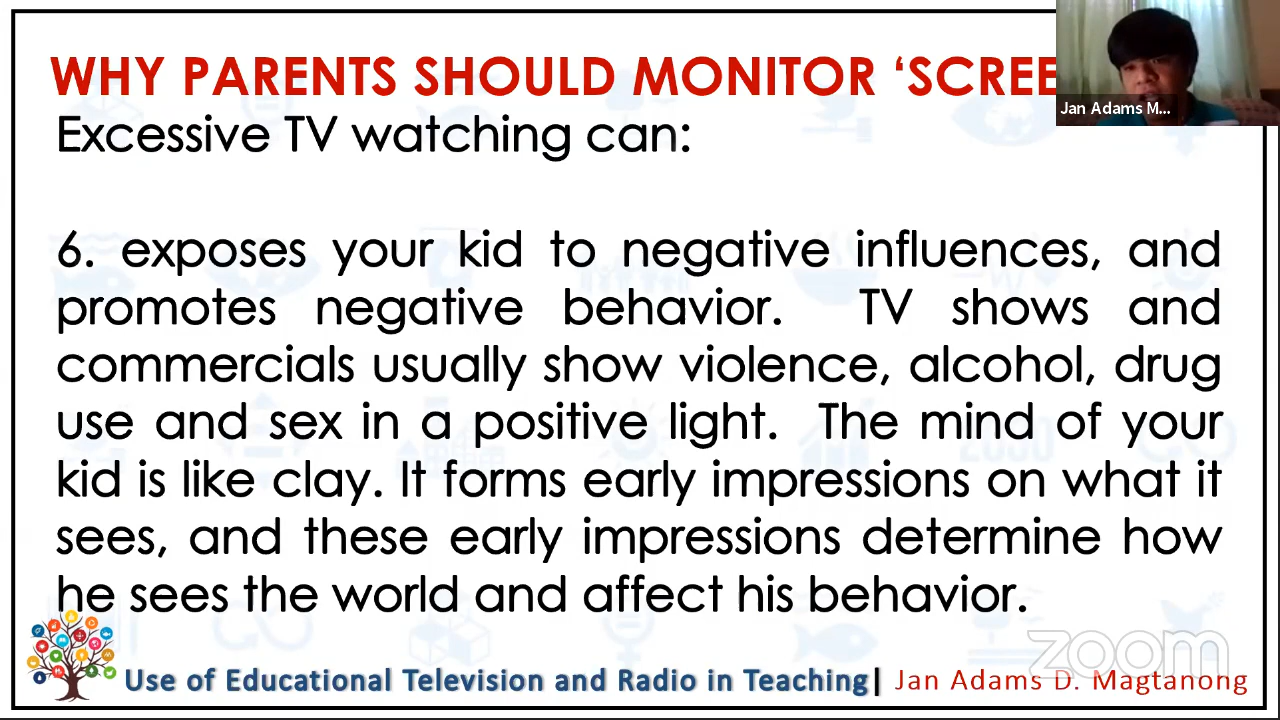 WHY PARENTS SHOULD MONITOR ‘SCREE
Jan Adams M...
Excessive TV watching can:
6. exposes your kid to negative influences, and
promotes negative behavior. TV shows and
commercials usually show violence, alcohol, drug
use and sex in a positive light. The mind of your
kid is like clay. It forms early impressions on what it
sees, and these early impressions determine how
he sees the world and affect his behavior.
zoom
Use of Educational Television and Radio in Teaching| Jan Adams D. Magtanong